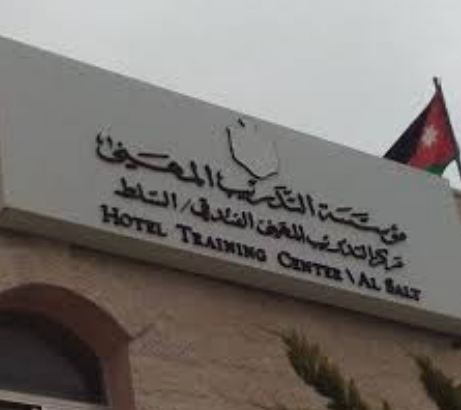 مؤسسة التدريب المهني
مركز التدريب المهني الفندقي / السلط
HOTEL TRAINING CENTER \ AL SALT